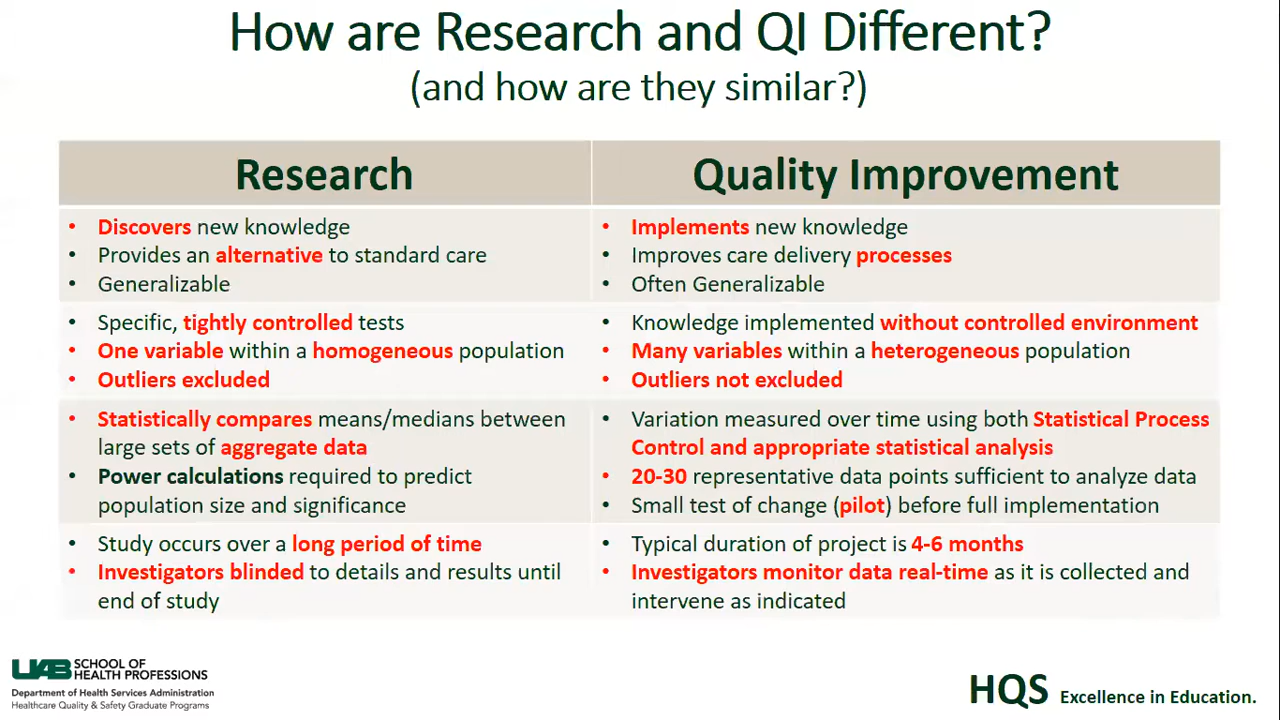 How are Research and QI Different?
(and how are they similar?)
Research
Quality Improvement
• Discovers new knowledge
• Provides an alternative to standard care
• Generalizable
• Implements new knowledge
• Improves care delivery processes
• Often Generalizable
• Specific, tightly controlled tests
• One variable within a homogeneous population
• Outliers excluded
• Knowledge implemented without controlled environment
• Many variables within a heterogeneous population
• Outliers not excluded
• Statistically compares means/medians between
large sets of aggregate data
• Power calculations required to predict
population size and significance
• Variation measured over time using both Statistical Process
Control and appropriate statistical analysis
• 20-30 representative data points sufficient to analyze data
• Small test of change (pilot) before full implementation
• Study occurs over a long period of time
• Investigators blinded to details and results until
end of study
• Typical duration of project is 4-6 months
• Investigators monitor data real-time as it is collected and
intervene as indicated
UAB SCHOOL OF
HEALTH PROFESSIONS
Department of Health Services Administration
Healthcare Quality & Safety Graduate Programs
HQS Excellence in Education.